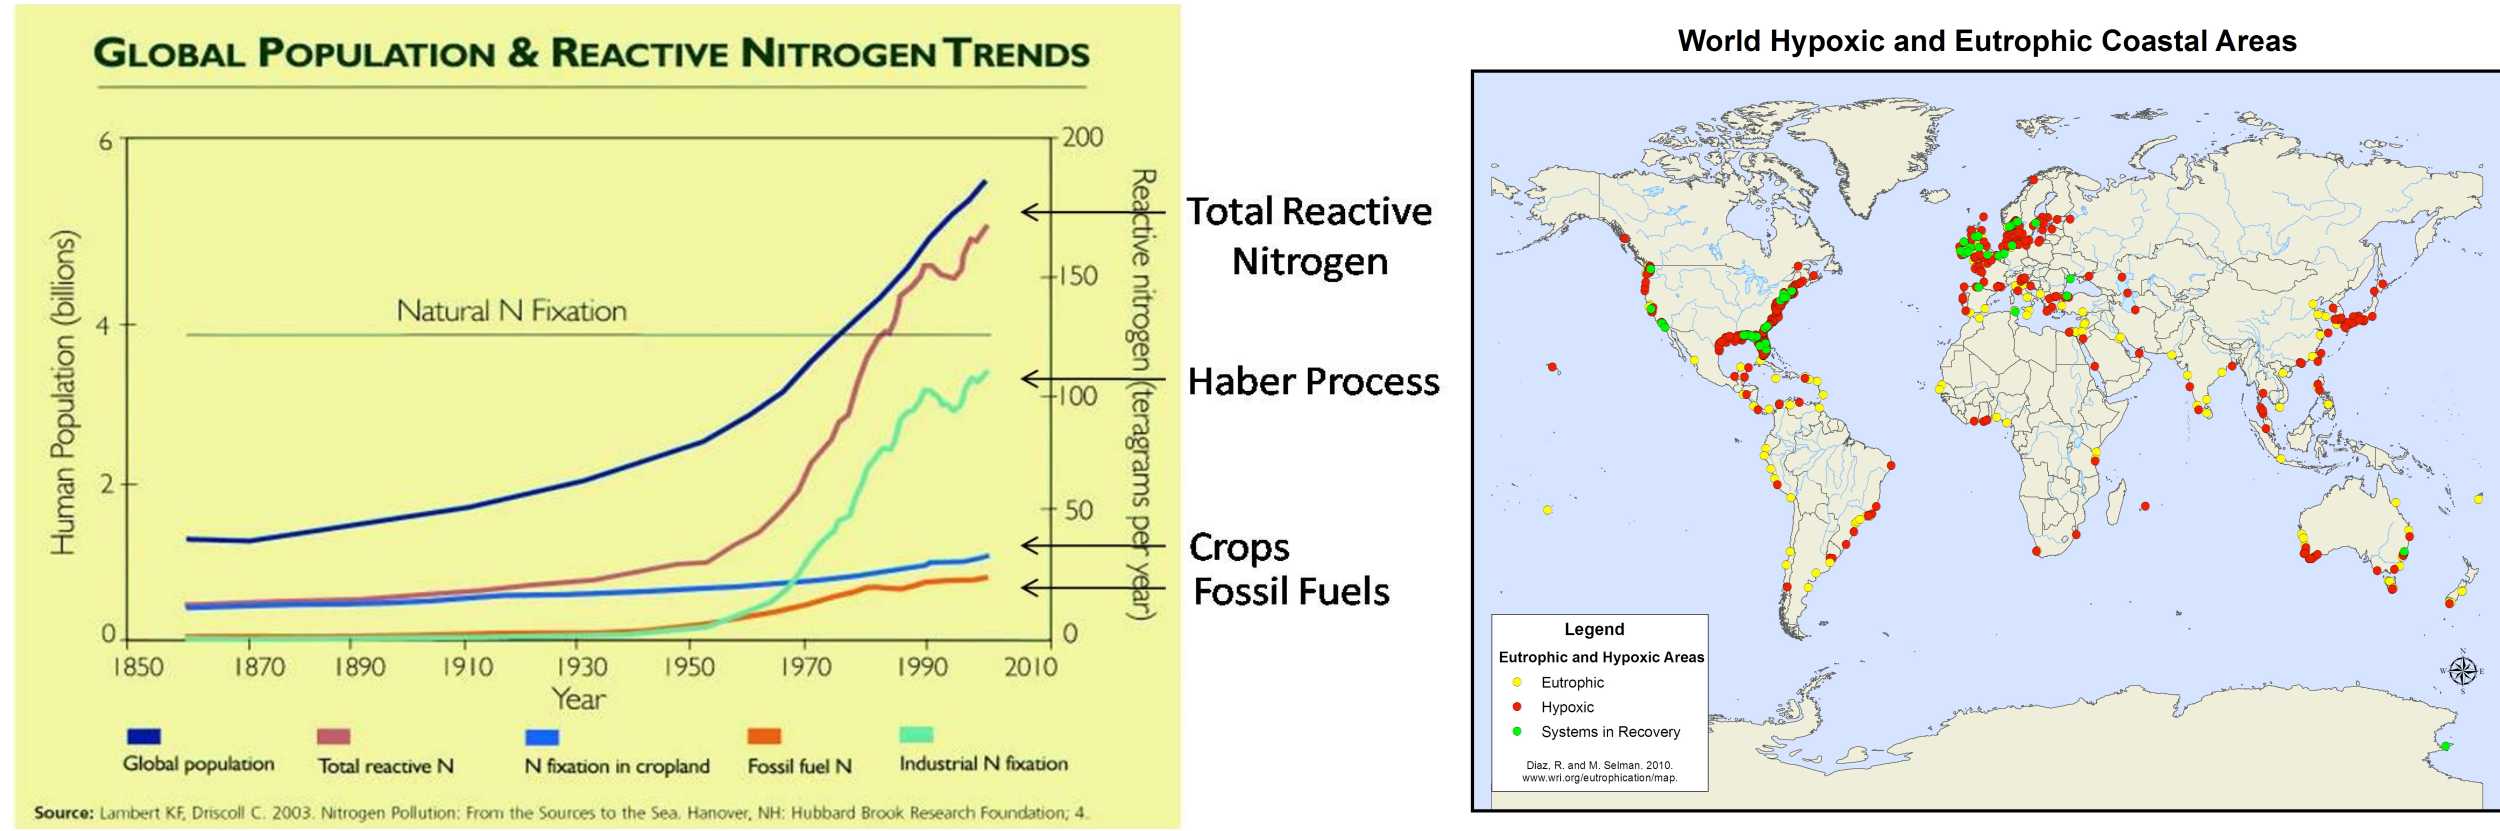 GLOBAL POPULATION & REACTIVE NITROGEN TRENDS
6
4
2
0
Human Population (billions)
Natural N Fixation
200
150
100
50
0
Reactive nitrogen (teragrams per year)
1850 1870 1890 1910 1930 1950 1970 1990 2010
Year
Global population
Total reactive N
N fixation in cropland
Fossil fuel N
Industrial N fixation
Source: Lambert KF, Driscoll C. 2003. Nitrogen Pollution: From the Sources to the Sea. Hanover, NH: Hubbard Brook Research Foundation; 4.
Total Reactive
Nitrogen
Haber Process
Crops
Fossil Fuels
World Hypoxic and Eutrophic Coastal Areas
N
W E
S
Legend
Eutrophic and Hypoxic Areas
Eutrophic
Hypoxic
Systems in Recovery
Diaz, R. and M. Selman. 2010.
www.wri.org/eutrophication/map.